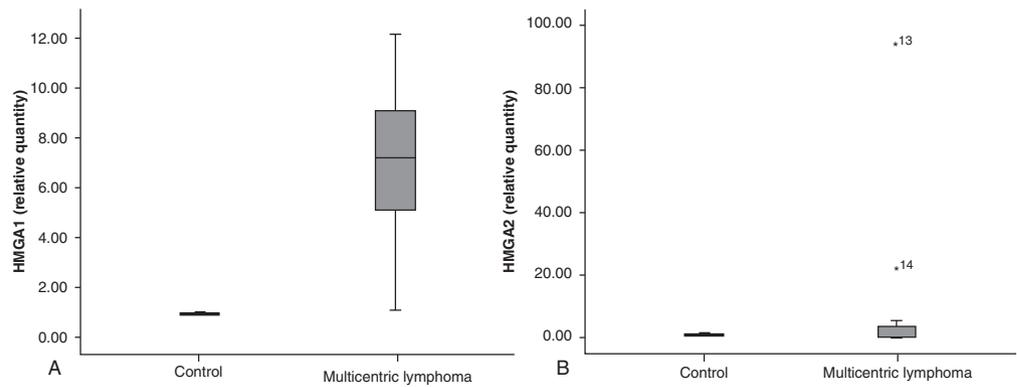 HMGA1 (relative quantity)
12.00
10.00
8.00
6.00
4.00
2.00
0.00
A
Control
Multicentric lymphoma
HMGA2 (relative quantity)
100.00
80.00
60.00
40.00
20.00
0.00
*13
*14
B
Control
Multicentric lymphoma